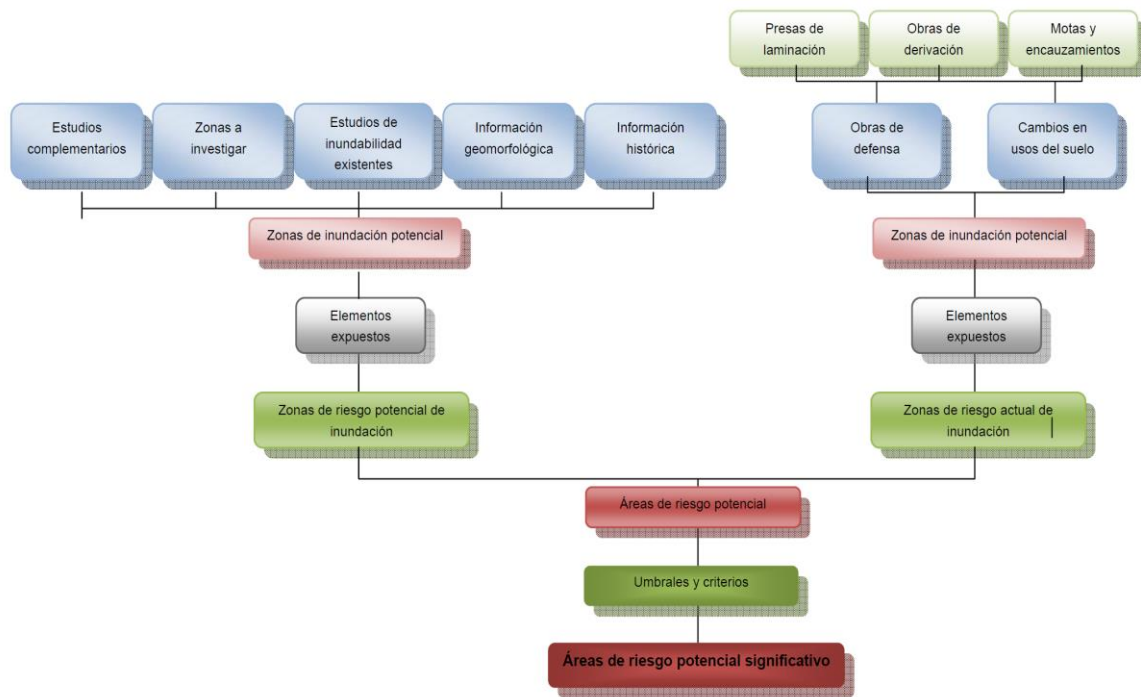 Presas de
laminación
Obras de
derivación
Motas y
encauzamientos
Estudios
complementarios
Zonas a
investigar
Estudios de
inundabilidad
existentes
Información
geomorfológica
Información
histórica
Obras de
defensa
Cambios en
usos del suelo
Zonas de inundación potencial
Zonas de inundación potencial
Elementos
expuestos
Elementos
expuestos
Zonas de riesgo potencial de
inundación
Zonas de riesgo actual de
inundación
Áreas de riesgo potencial
Umbrales y criterios
Áreas de riesgo potencial significativo